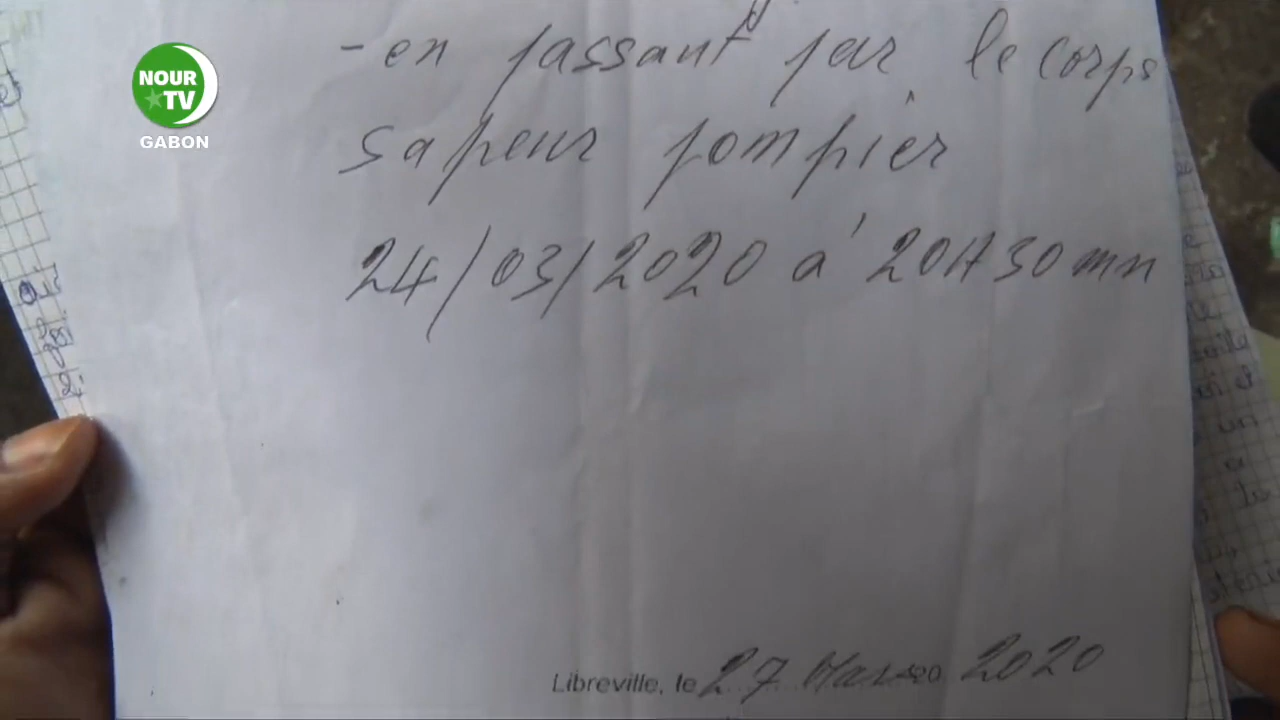 NOUR
TV
GABON
- en passant par le corps
sapeur pompier
24/03/2020 à 20H30mn
Libreville, le 27 Mars 20 2020